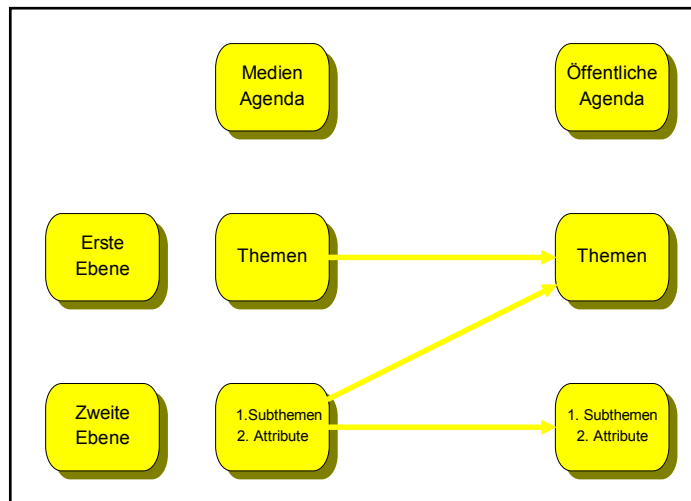 Medien
Agenda
Öffentliche
Agenda
Erste
Ebene
Themen
Themen
Zweite
Ebene
1.Subthemen
2. Attribute
1. Subthemen
2. Attribute